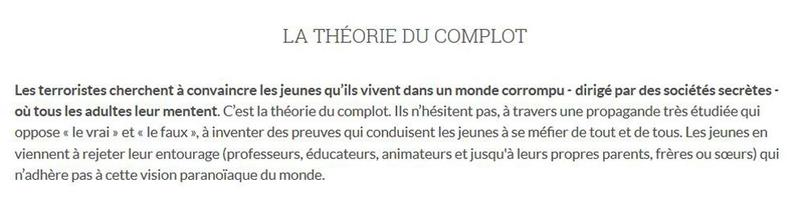 LA THÉORIE DU COMPLOT
Les terroristes cherchent à convaincre les jeunes qu’ils vivent dans un monde corrompu - dirigé par des sociétés secrètes -
où tous les adultes leur mentent. C’est la théorie du complot. Ils n’hésitent pas, à travers une propagande très étudiée qui
oppose « le vrai » et « le faux », à inventer des preuves qui conduisent les jeunes à se méfier de tout et de tous. Les jeunes en
viennent à rejeter leur entourage (professeurs, éducateurs, animateurs et jusqu'à leurs propres parents, frères ou sœurs) qui
n’adhère pas à cette vision paranoïaque du monde.